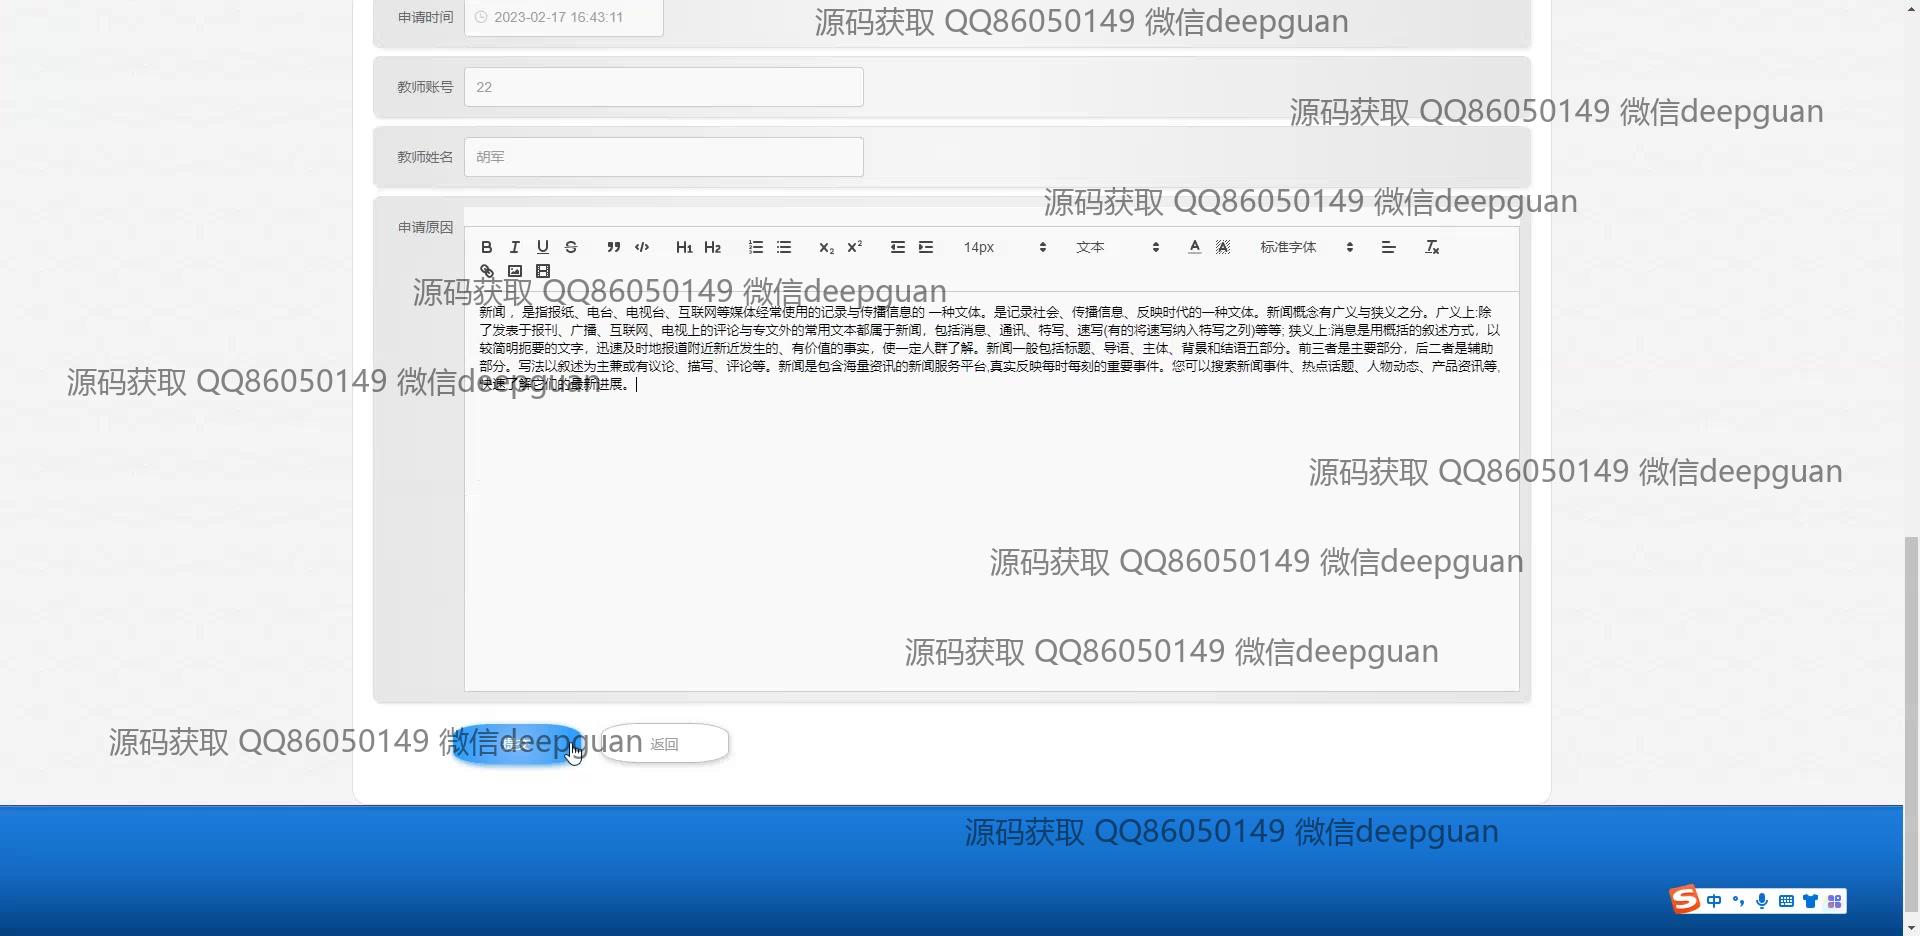 申请时间 2023-02-17 16:43:11
源码获取 QQ86050149 微信deepguan
教师账号 22
源码获取 QQ86050149 微信deepguan
教师姓名 胡军
源码获取 QQ86050149 微信deepguan
申请原因
B I U S H1 H2 X₂ X² 14px 文本 A A 标准字体 Tx
源码获取 QQ86050149 微信deepguan
新闻 ，是指报纸、电台、电视台、互联网等媒体经常使用的记录与传播信息的 一种文体。是记录社会、传播信息、反映时代的一种文体。新闻概念有广义与狭义之分。广义上:除
了发表于报刊、广播、互联网、电视上的评论与专文外的常用文本都属于新闻，包括消息、通讯、特写、速写(有的将速写纳入特写之列)等等; 狭义上:消息是用概括的叙述方式，以
较简明扼要的文字，迅速及时地报道附近新近发生的、有价值的事实，使一定人群了解。新闻一般包括标题、导语、主体、背景和结语五部分。前三者是主要部分，后二者是辅助
部分。写法以叙述为主兼或有议论、描写、评论等。新闻是包含海量资讯的新闻服务平台,真实反映每时每刻的重要事件。您可以搜索新闻事件、热点话题、人物动态、产品资讯等,
快速了解它们的最新进展。
源码获取 QQ86050149 微信deepguan
源码获取 QQ86050149 微信deepguan
源码获取 QQ86050149 微信deepguan
源码获取 QQ86050149 微信deepguan
源码获取 QQ86050149 微信deepguan
提交 返回
源码获取 QQ86050149 微信deepguan
S 中